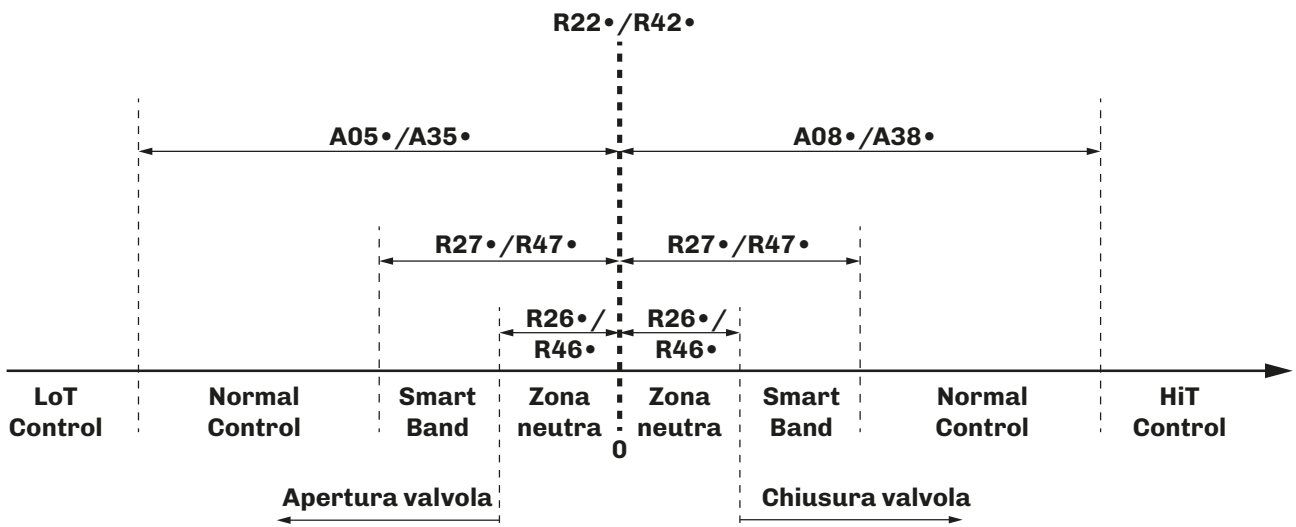 R22•/R42•
A05•/A35•
A08•/A38•
R27•/R47•
R27•/R47•
R26•/
R46•
R26•/
R46•
LoT
Control
Normal
Control
Smart
Band
Zona
neutra
Zona
neutra
Smart
Band
Normal
Control
HiT
Control
0
Apertura valvola
Chiusura valvola